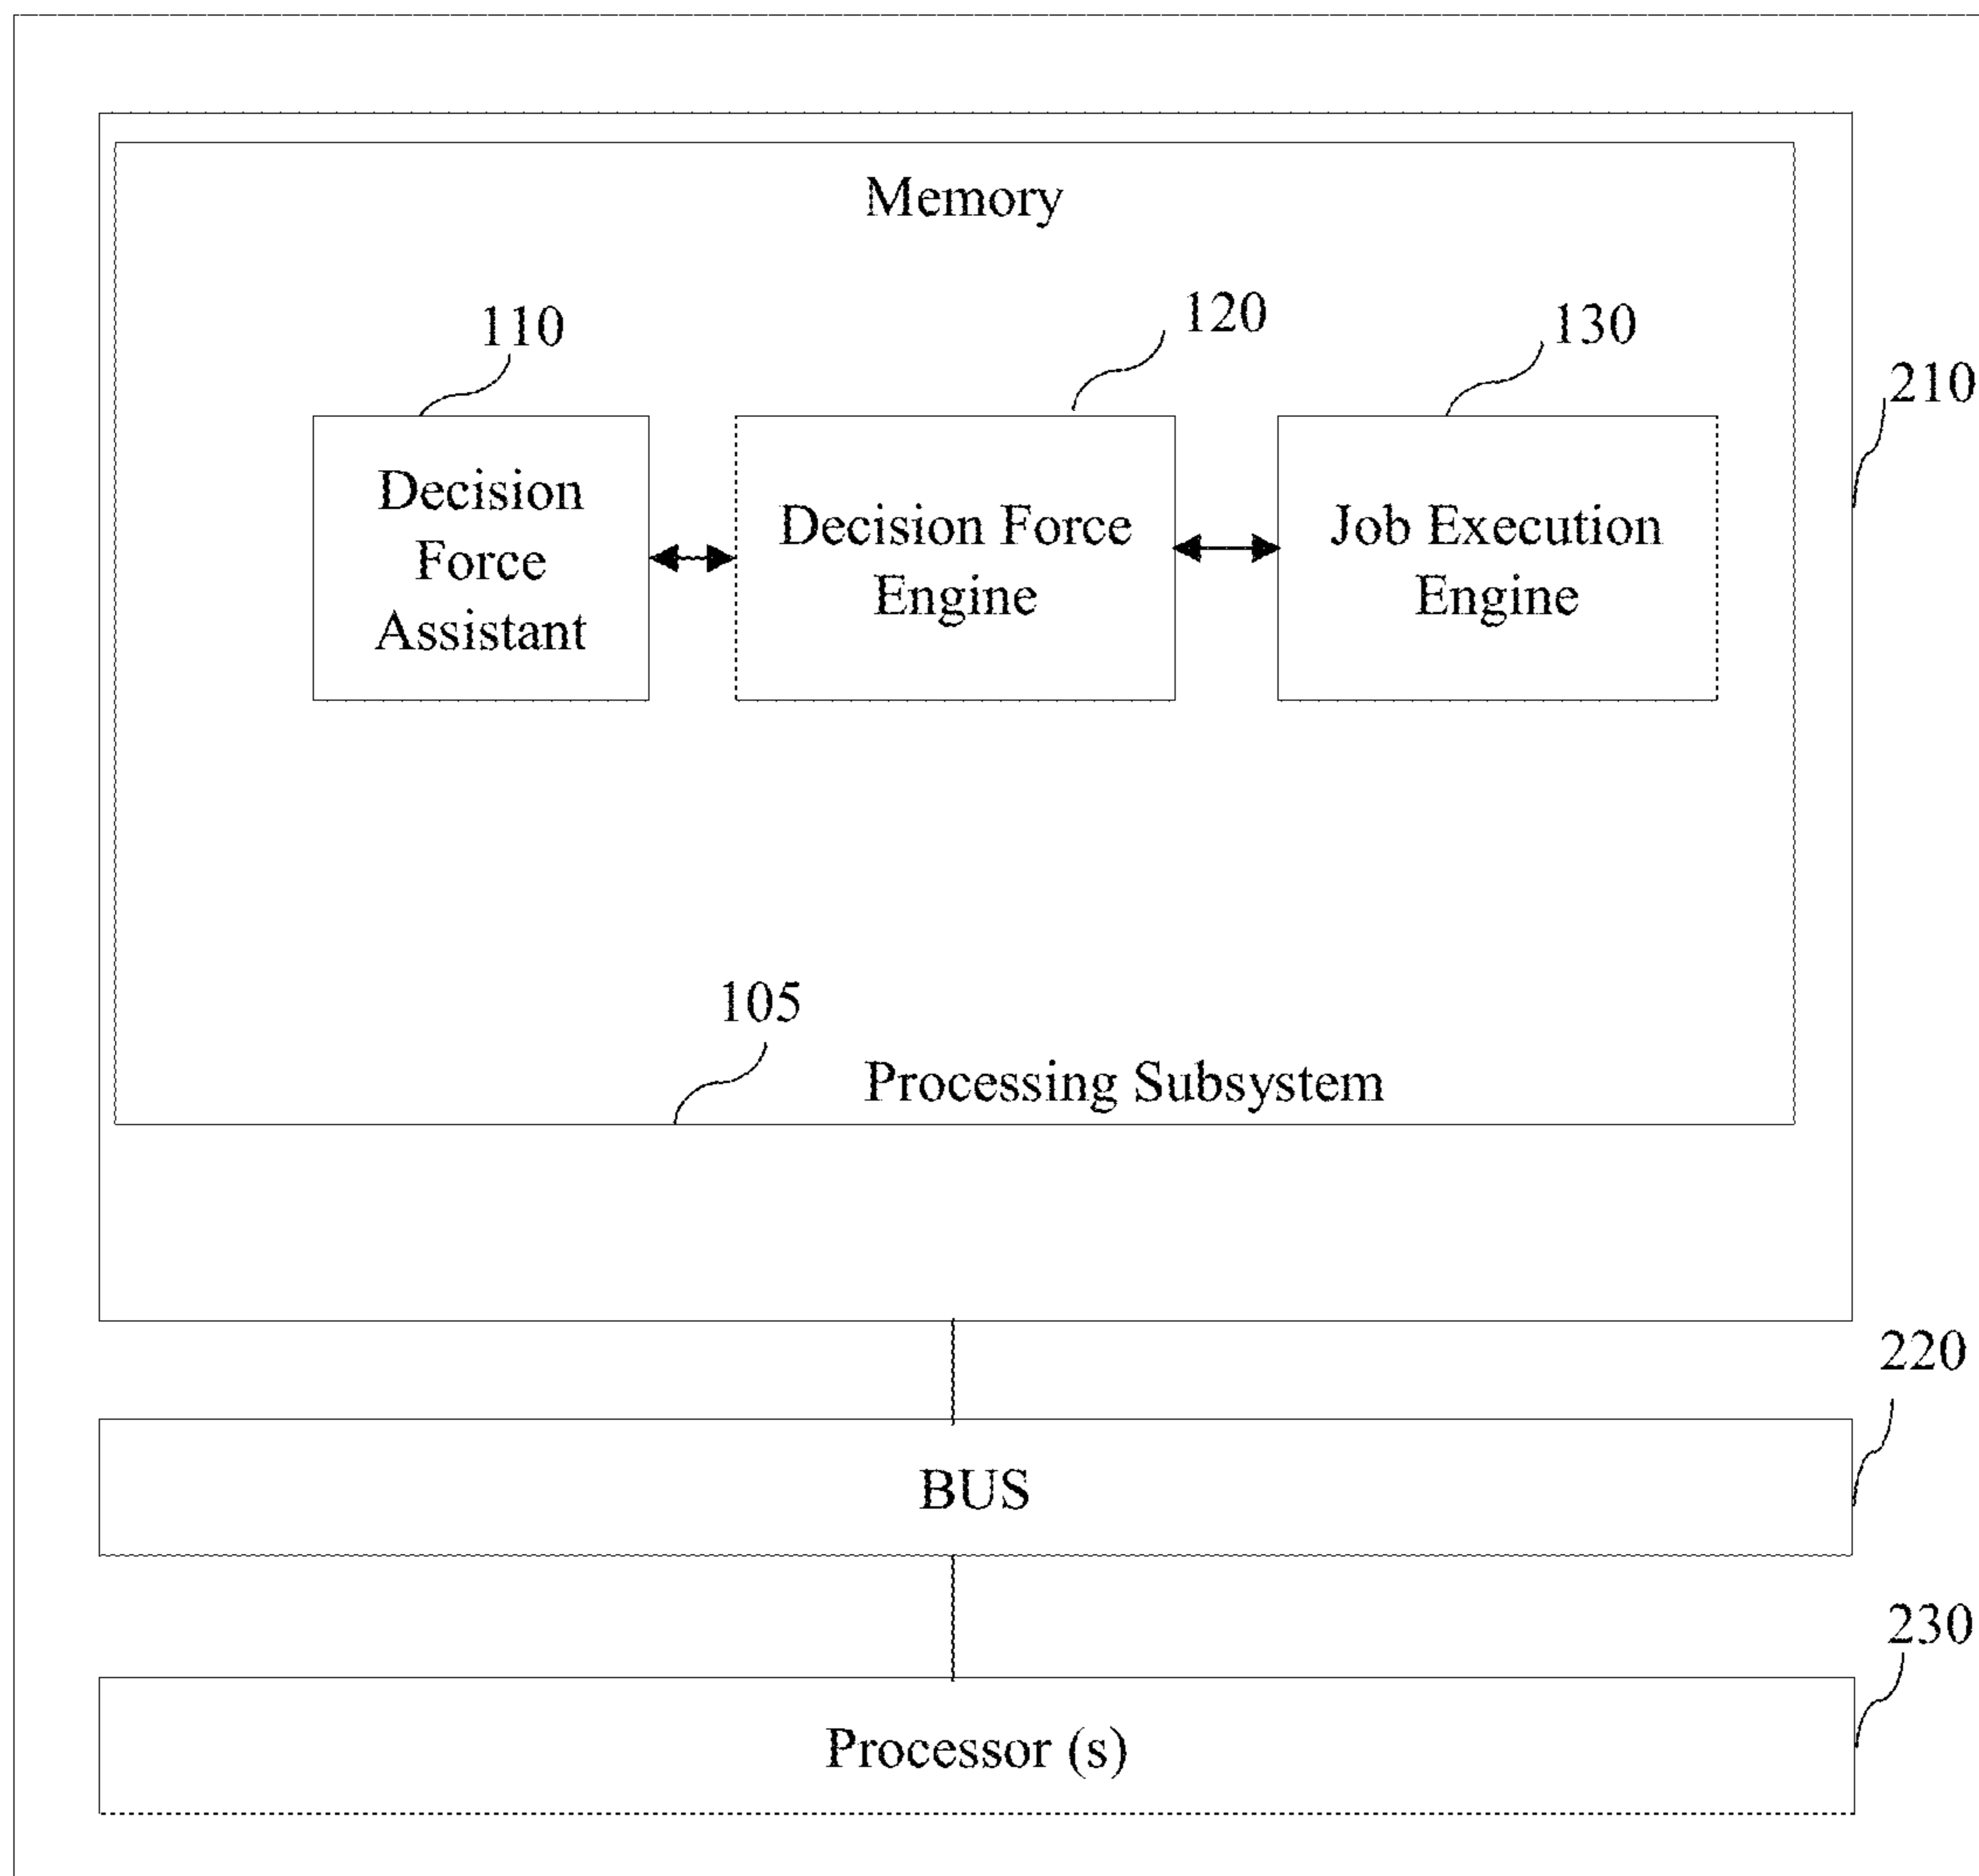 Memory
110
120
130
210
Decision
Force
Assistant
Decision Force
Engine
Job Execution
Engine
105
Processing Subsystem
220
BUS
230
Processor (s)